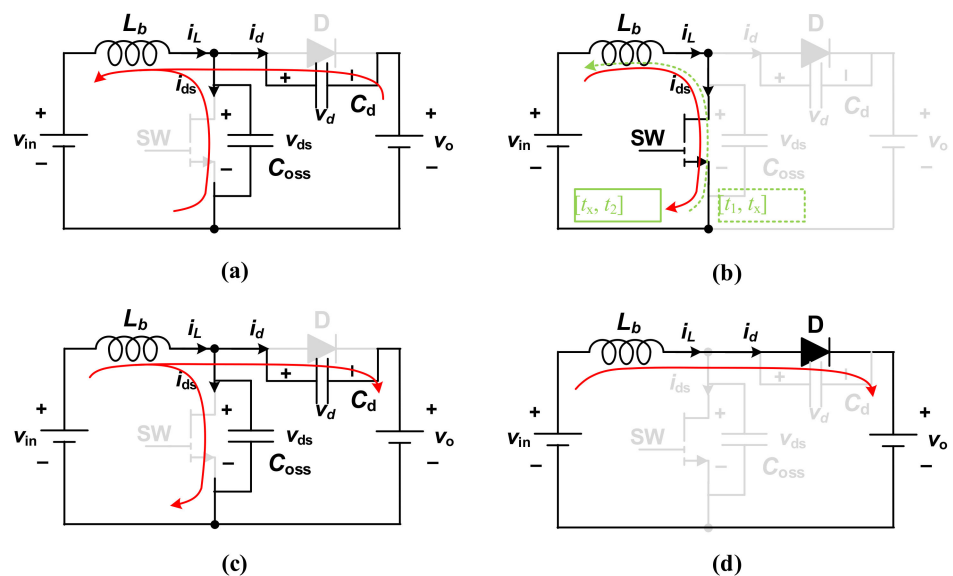 L_b i_L i_d D
+ i_ds + + − v_d C_d +
v_in SW v_ds v_o
− − C_oss −
(a)
L_b i_L i_d D
+ i_ds + + − v_d C_d +
v_in SW v_ds v_o
− − C_oss −
[t_x, t_2] [t_1, t_x]
(b)
L_b i_L i_d D
+ i_ds + + − v_d C_d +
v_in SW v_ds v_o
− − C_oss −
(c)
L_b i_L i_d D
+ i_ds + + − v_d C_d +
v_in SW v_ds v_o
− − C_oss −
(d)